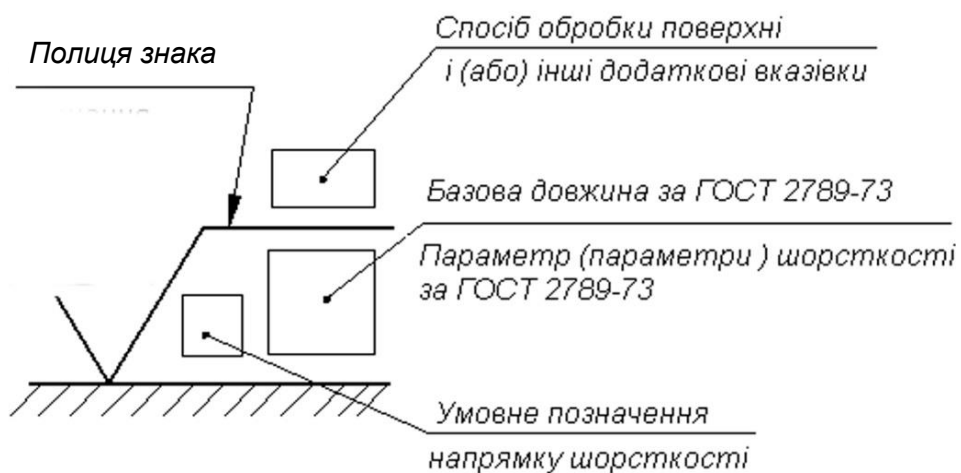 Спосіб обробки поверхні
Полиця знака
і (або) інші додаткові вказівки
Базова довжина за ГОСТ 2789-73
Параметр (параметри ) шорсткості
за ГОСТ 2789-73
Умовне позначення
напрямку шорсткості